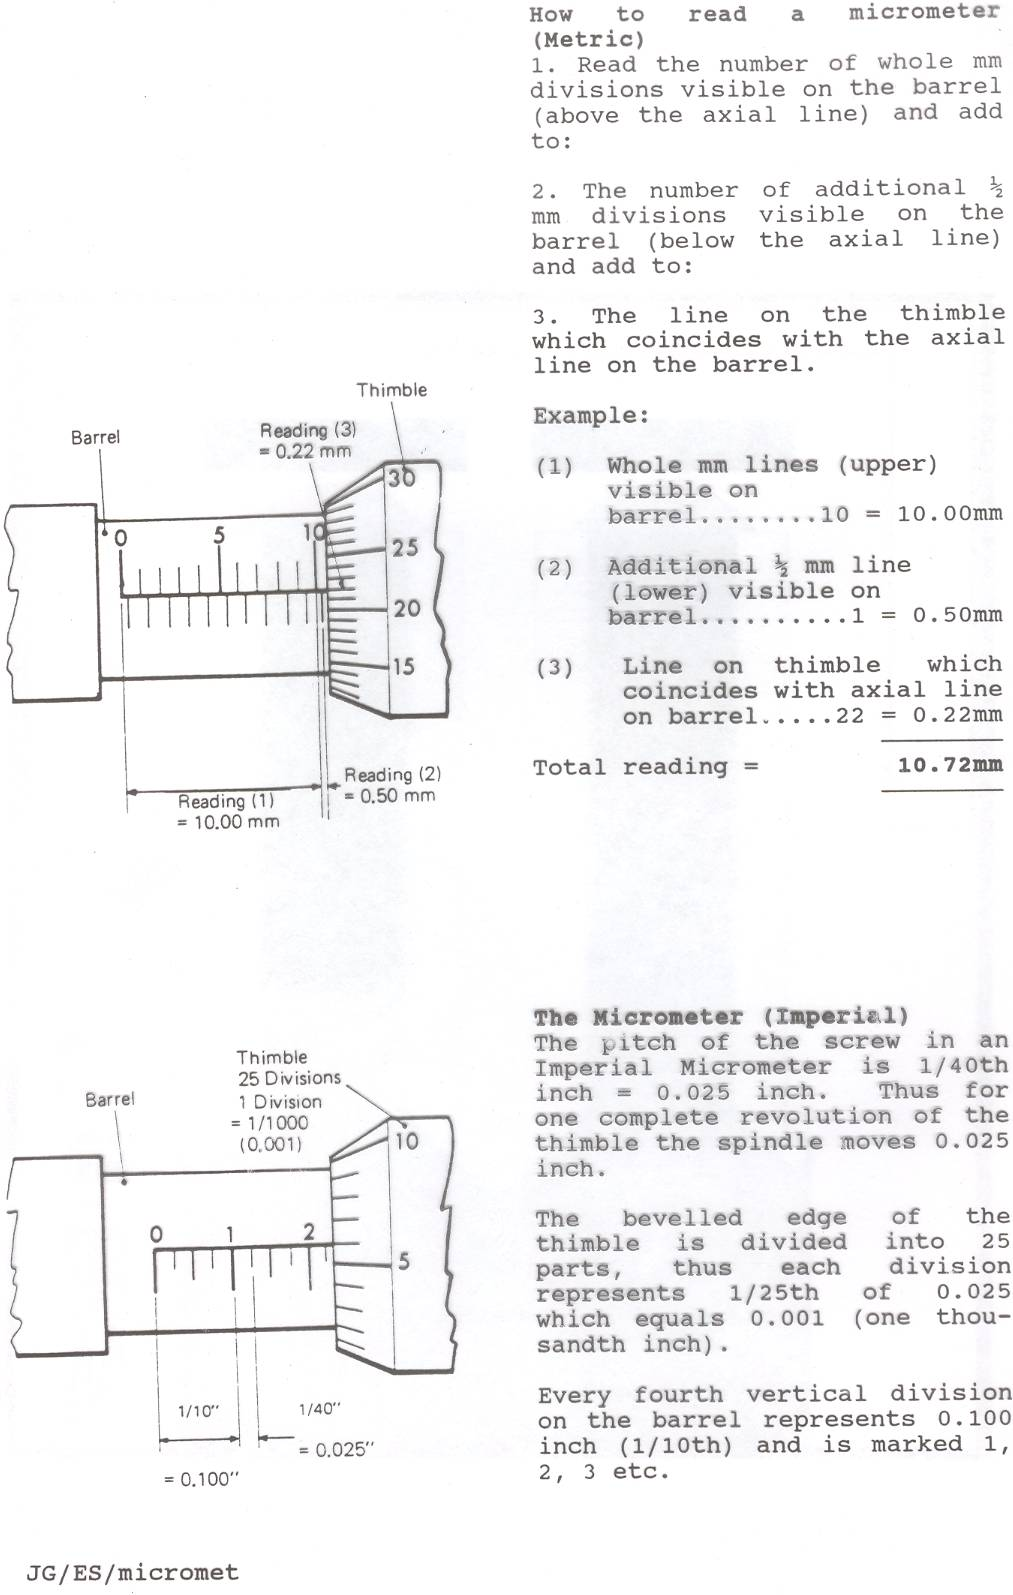 How to read a micrometer
(Metric)
1. Read the number of whole mm
divisions visible on the barrel
(above the axial line) and add
to:
2. The number of additional ½
mm divisions visible on the
barrel (below the axial line)
and add to:
3. The line on the thimble
which coincides with the axial
line on the barrel.
Example:
(1) Whole mm lines (upper)
visible on
barrel........10 = 10.00mm
(2) Additional ½ mm line
(lower) visible on
barrel..........1 = 0.50mm
(3) Line on thimble which
coincides with axial line
on barrel.....22 = 0.22mm
Total reading = 10.72mm
Thimble
Barrel
Reading (3)
= 0.22 mm
30
25
20
15
0 5 10
Reading (2)
= 0.50 mm
Reading (1)
= 10.00 mm
The Micrometer (Imperial)
The pitch of the screw in an
Imperial Micrometer is 1/40th
inch = 0.025 inch. Thus for
one complete revolution of the
thimble the spindle moves 0.025
inch.
The bevelled edge of the
thimble is divided into 25
parts, thus each division
represents 1/25th of 0.025
which equals 0.001 (one thou-
sandth inch).
Every fourth vertical division
on the barrel represents 0.100
inch (1/10th) and is marked 1,
2, 3 etc.
Thimble
25 Divisions
1 Division
= 1/1000
(0.001)
Barrel
10
5
0 1 2
1/10"
1/40"
= 0.025"
= 0.100"
JG/ES/micromet